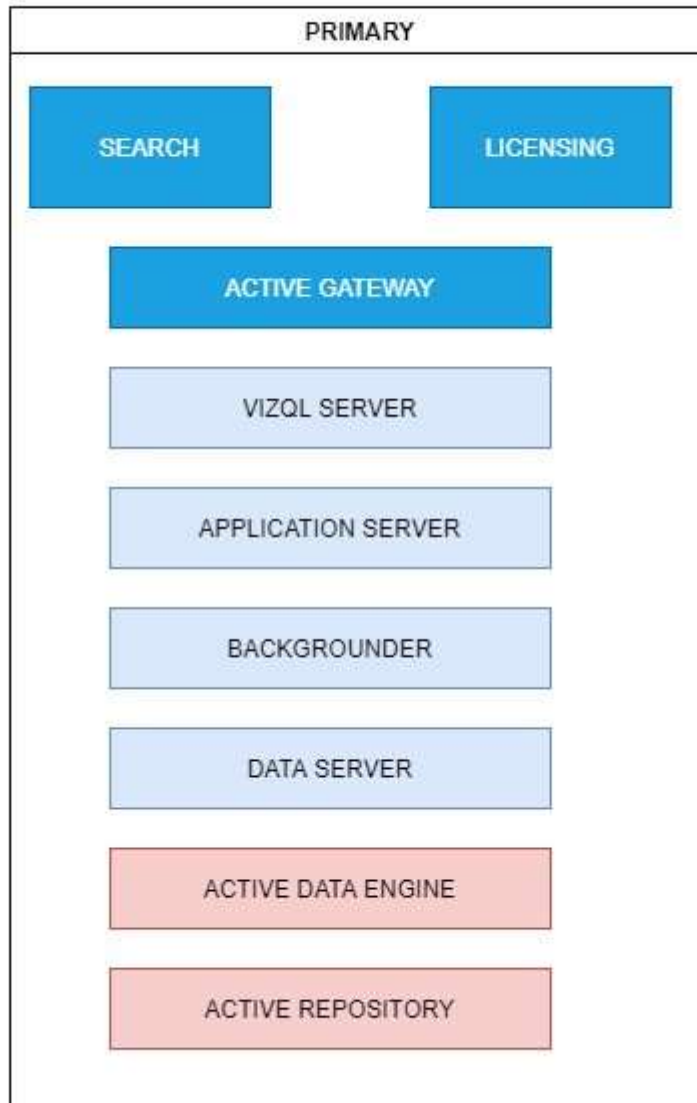 PRIMARY
SEARCH
LICENSING
ACTIVE GATEWAY
VIZQL SERVER
APPLICATION SERVER
BACKGROUNDER
DATA SERVER
ACTIVE DATA ENGINE
ACTIVE REPOSITORY